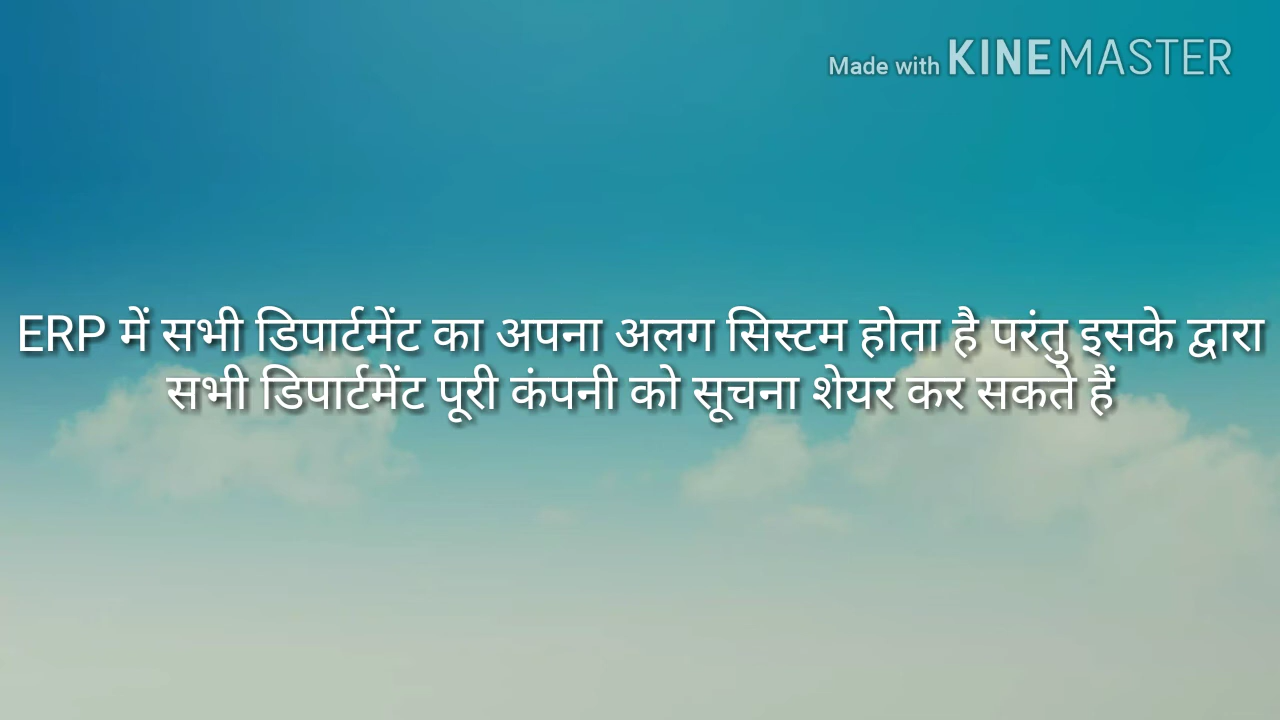 Made with KINEMASTER
ERP में सभी डिपार्टमेंट का अपना अलग सिस्टम होता है परंतु इसके द्वारा
सभी डिपार्टमेंट पूरी कंपनी को सूचना शेयर कर सकते हैं